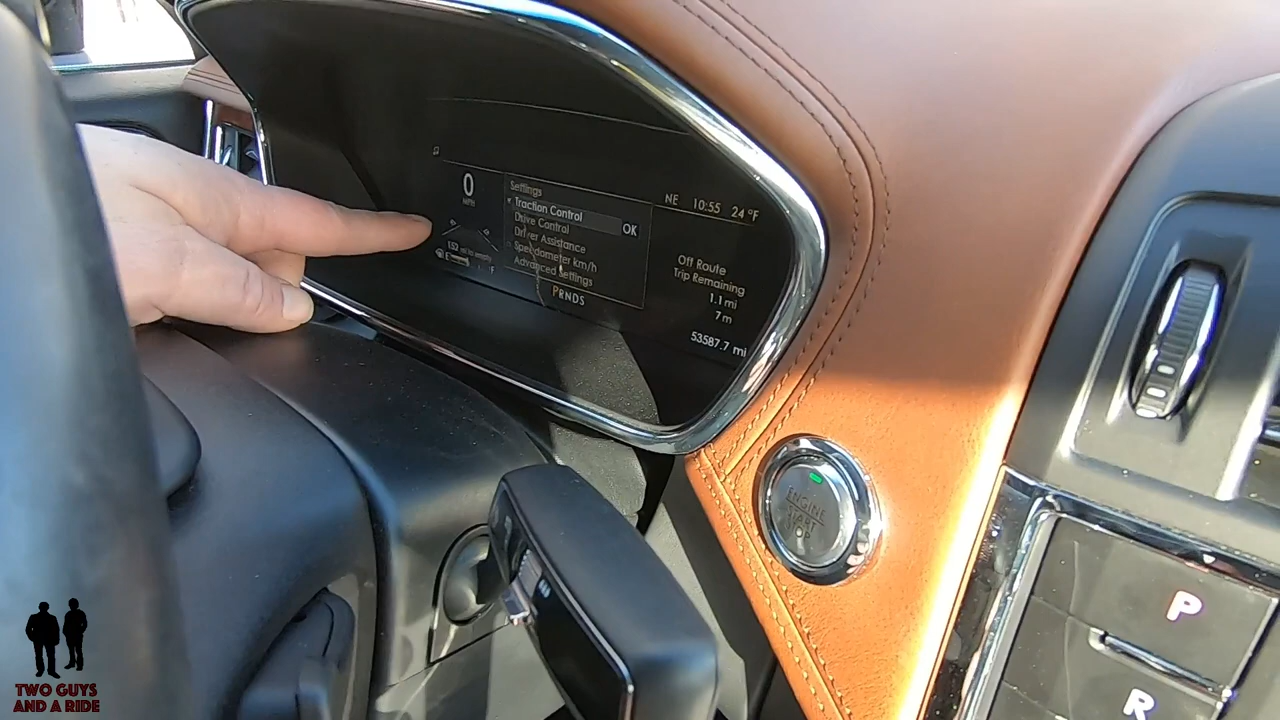 0
MPH
Settings
Traction Control
OK
Drive Control
Driver Assistance
Speedometer km/h
Advanced Settings
PRNDS
NE 10:55 24°F
Off Route
Trip Remaining
1.1 mi
7 m
53587.7 mi
ENGINE
START
P
R
TWO GUYS
AND A RIDE